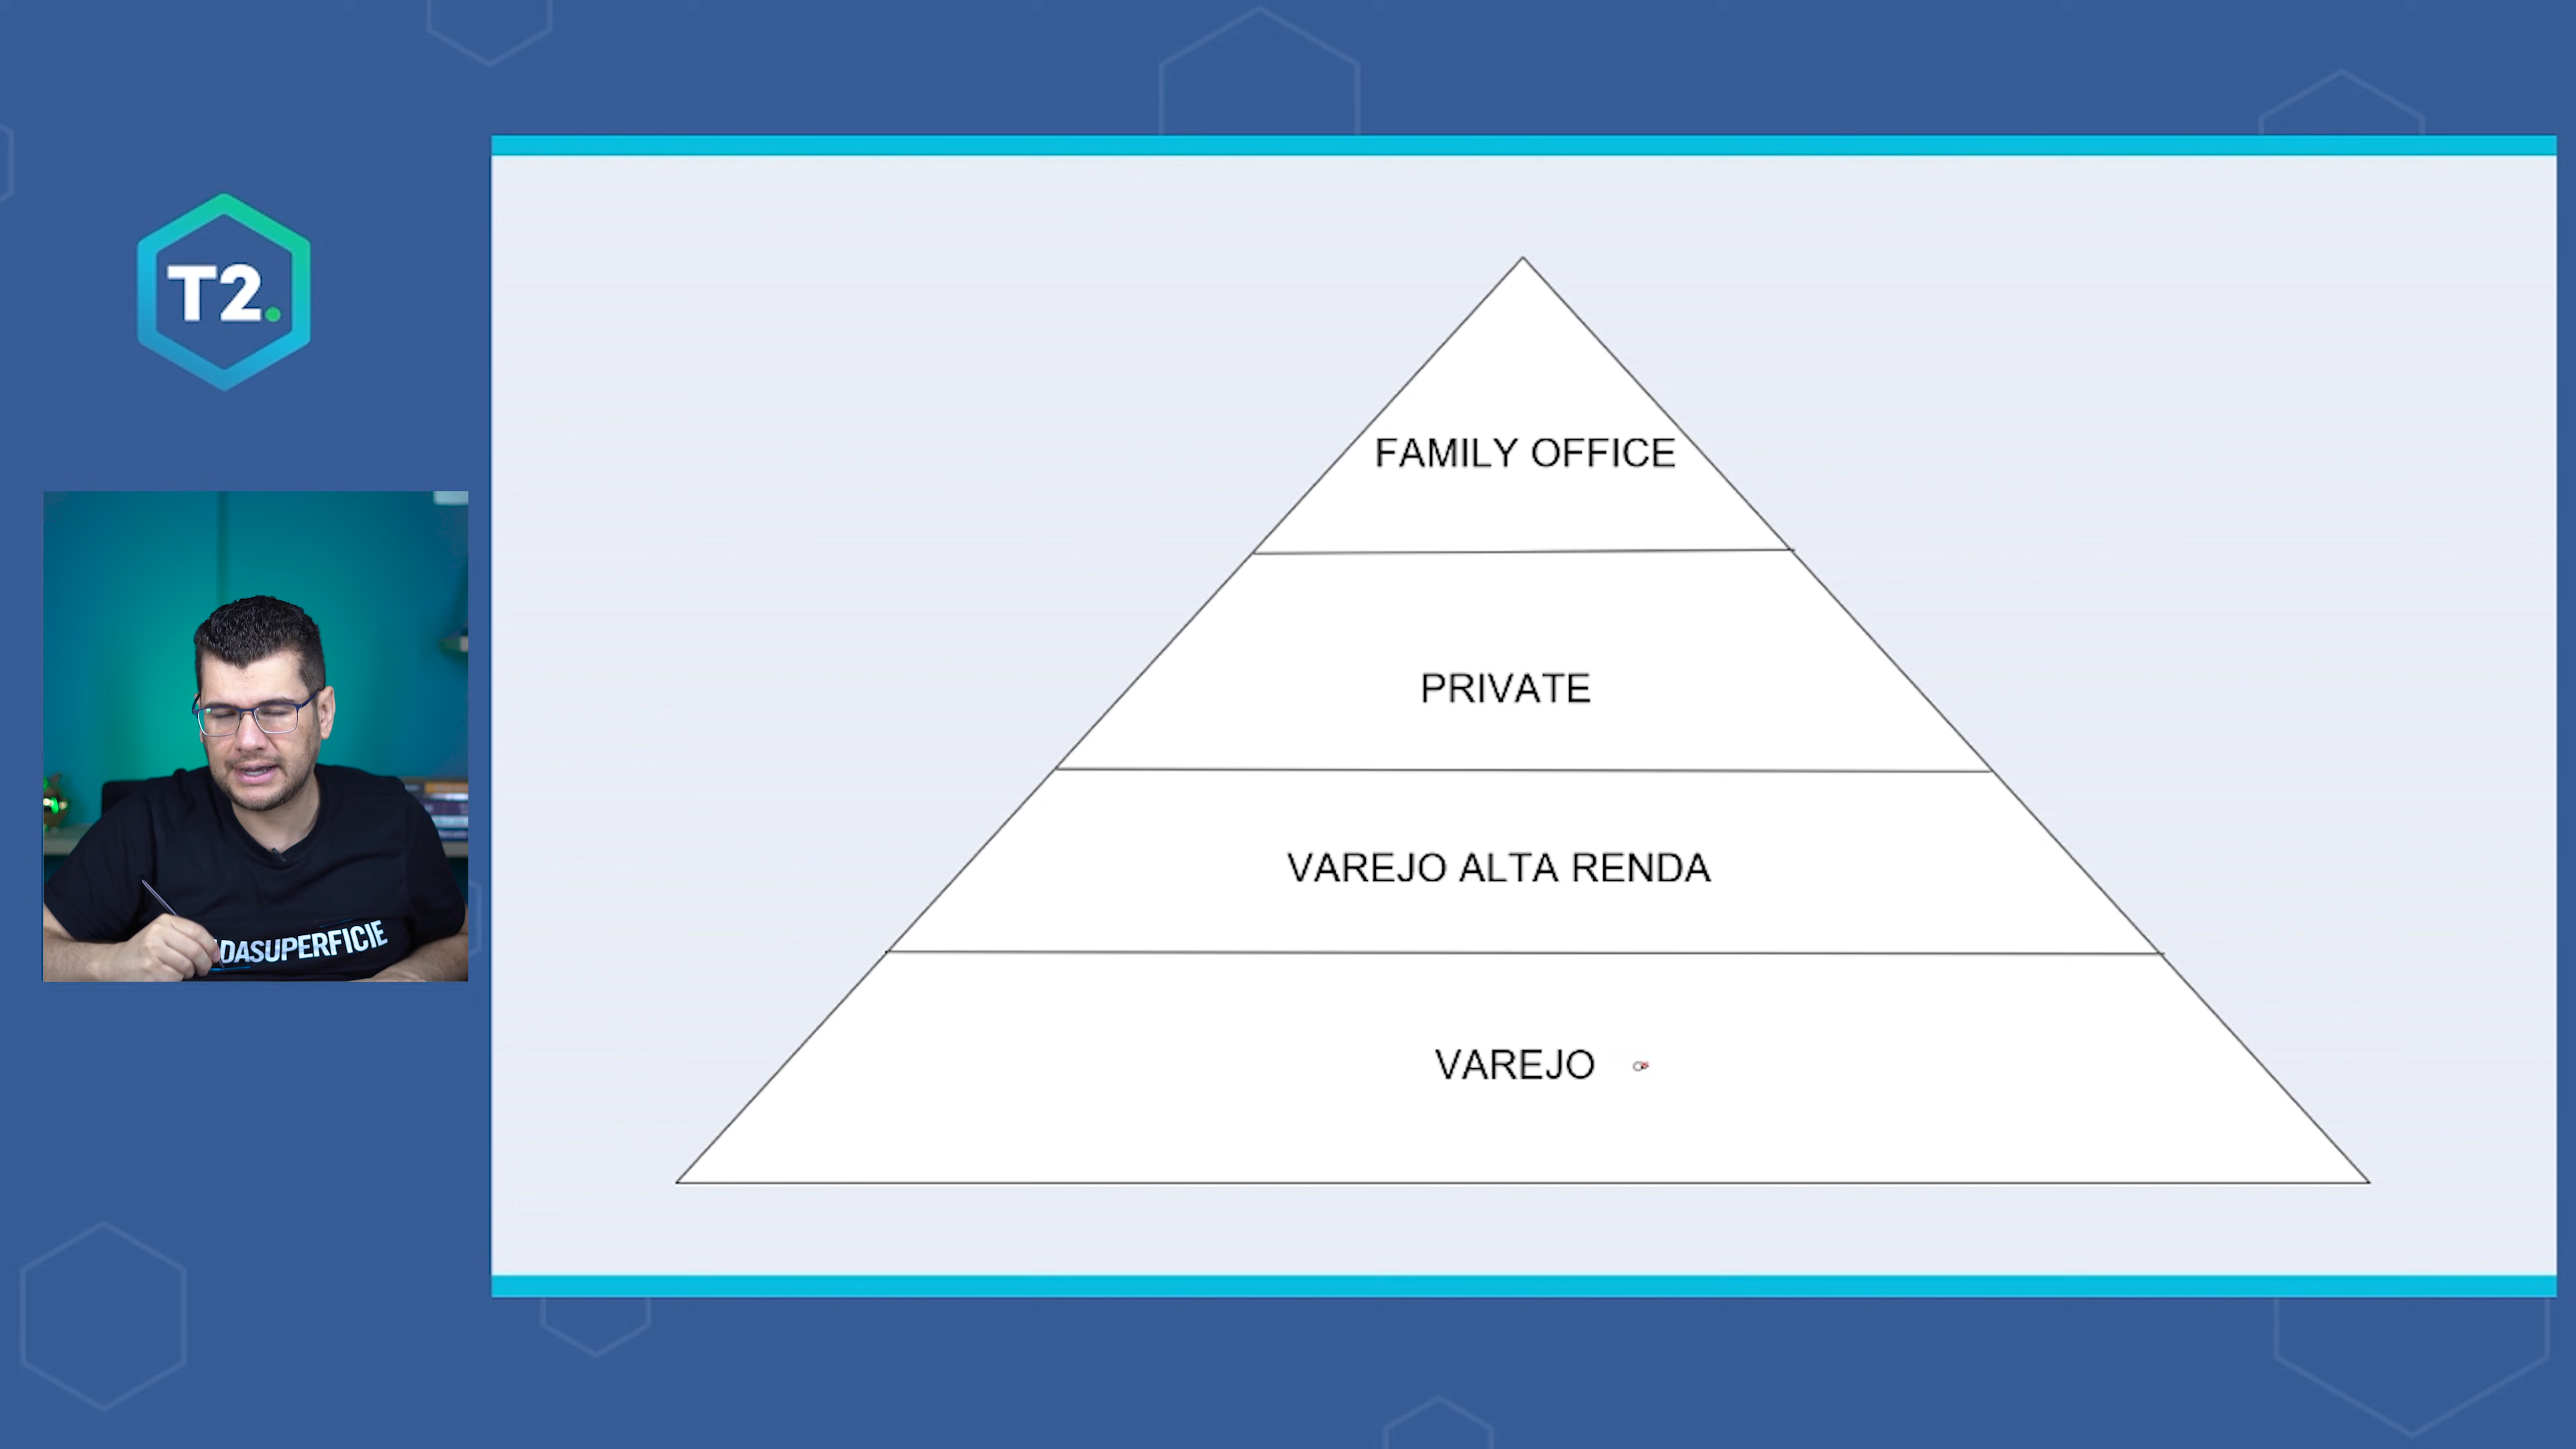 T2.
FAMILY OFFICE
PRIVATE
VAREJO ALTA RENDA
VAREJO
DASUPERFICIE